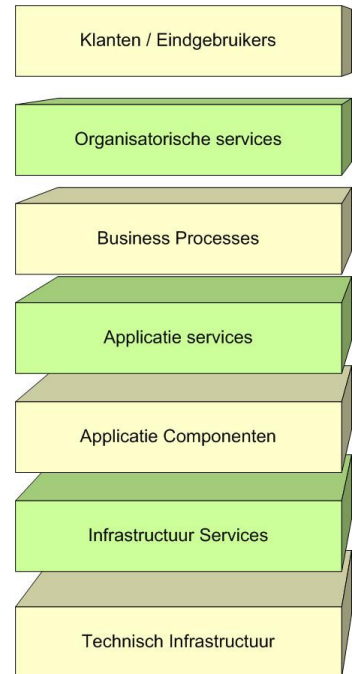 Klanten / Eindgebruikers
Organisatorische services
Business Processes
Applicatie services
Applicatie Componenten
Infrastructuur Services
Technisch Infrastructuur